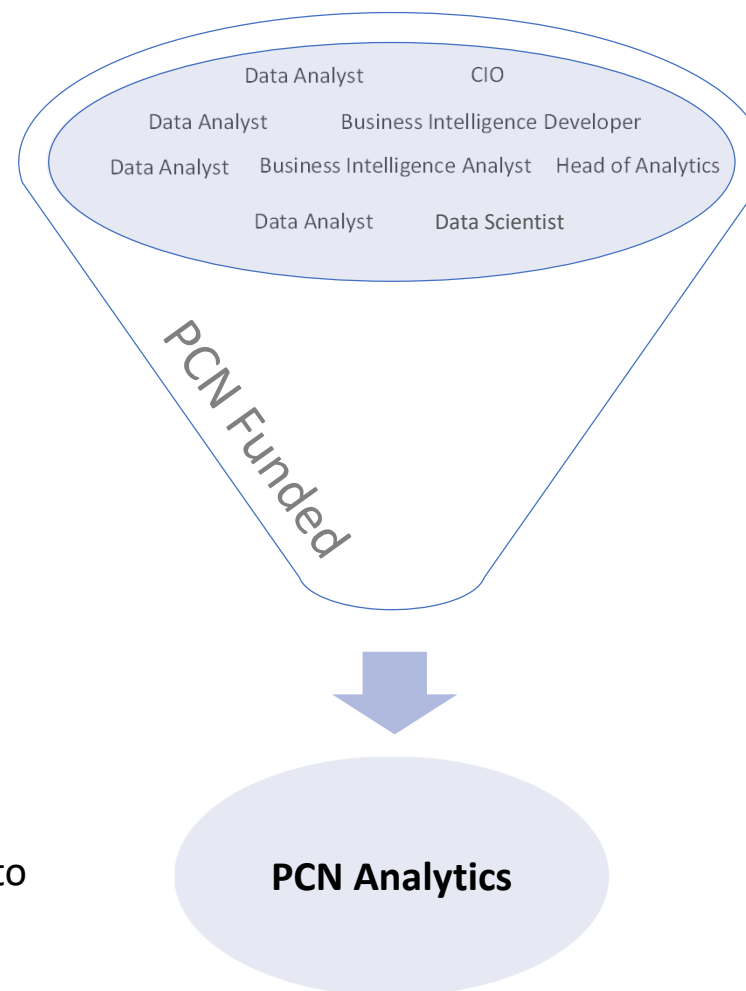 Data Analyst CIO
Data Analyst Business Intelligence Developer
Data Analyst Business Intelligence Analyst Head of Analytics
Data Analyst Data Scientist
PCN Funded
to
PCN Analytics